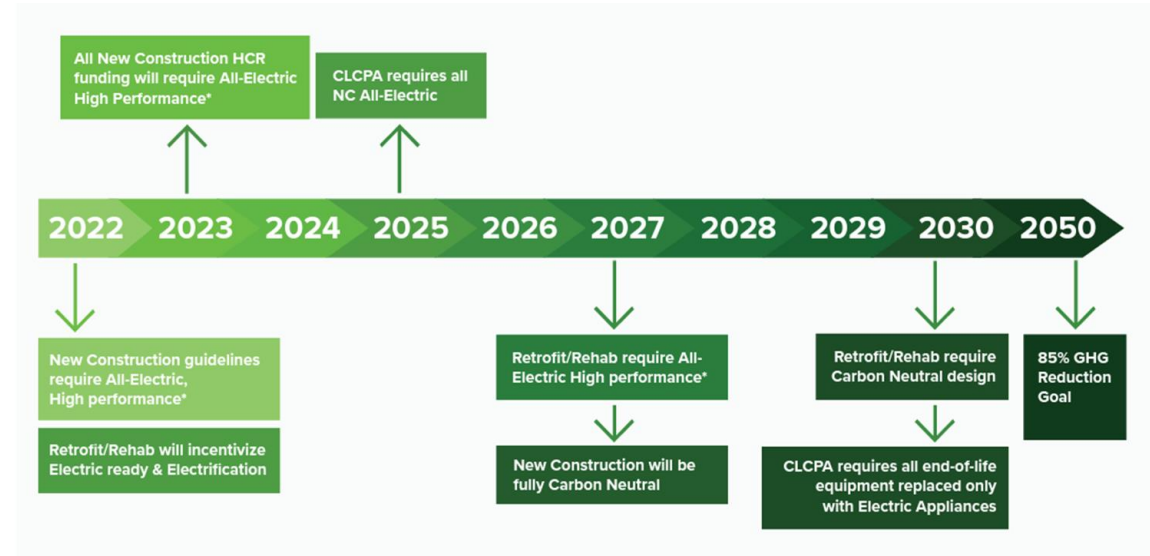 All New Construction HCR
funding will require All-Electric
High Performance*
CLCPA requires all
NC All-Electric
2022 2023 2024 2025 2026 2027 2028 2029 2030 2050
New Construction guidelines
require All-Electric,
High performance*
Retrofit/Rehab will incentivize
Electric ready & Electrification
Retrofit/Rehab require All-
Electric High performance*
New Construction will be
fully Carbon Neutral
Retrofit/Rehab require
Carbon Neutral design
CLCPA requires all end-of-life
equipment replaced only
with Electric Appliances
85% GHG
Reduction
Goal